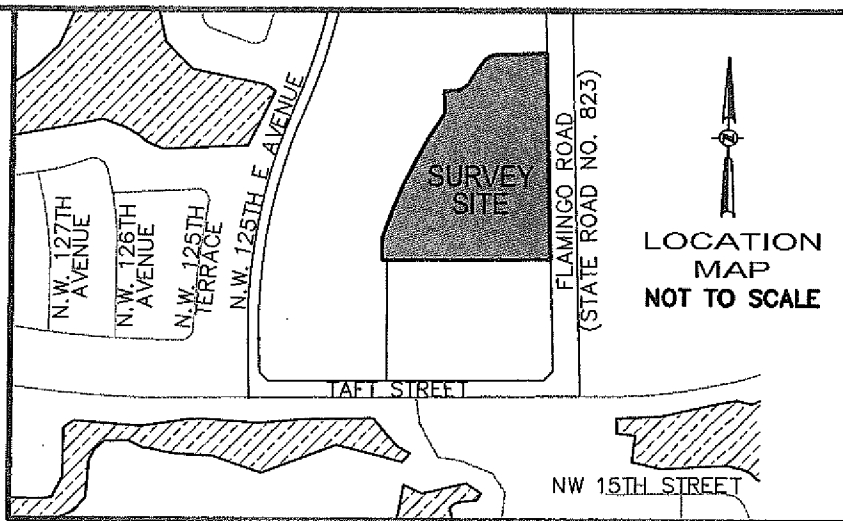 N.W. 127TH
AVENUE
N.W. 126TH
AVENUE
N.W. 125TH
TERRACE
N.W. 125TH E AVENUE
SURVEY
SITE
FLAMINGO ROAD
(STATE ROAD NO. 823)
N
LOCATION
MAP
NOT TO SCALE
TAFT STREET
NW 15TH STREET